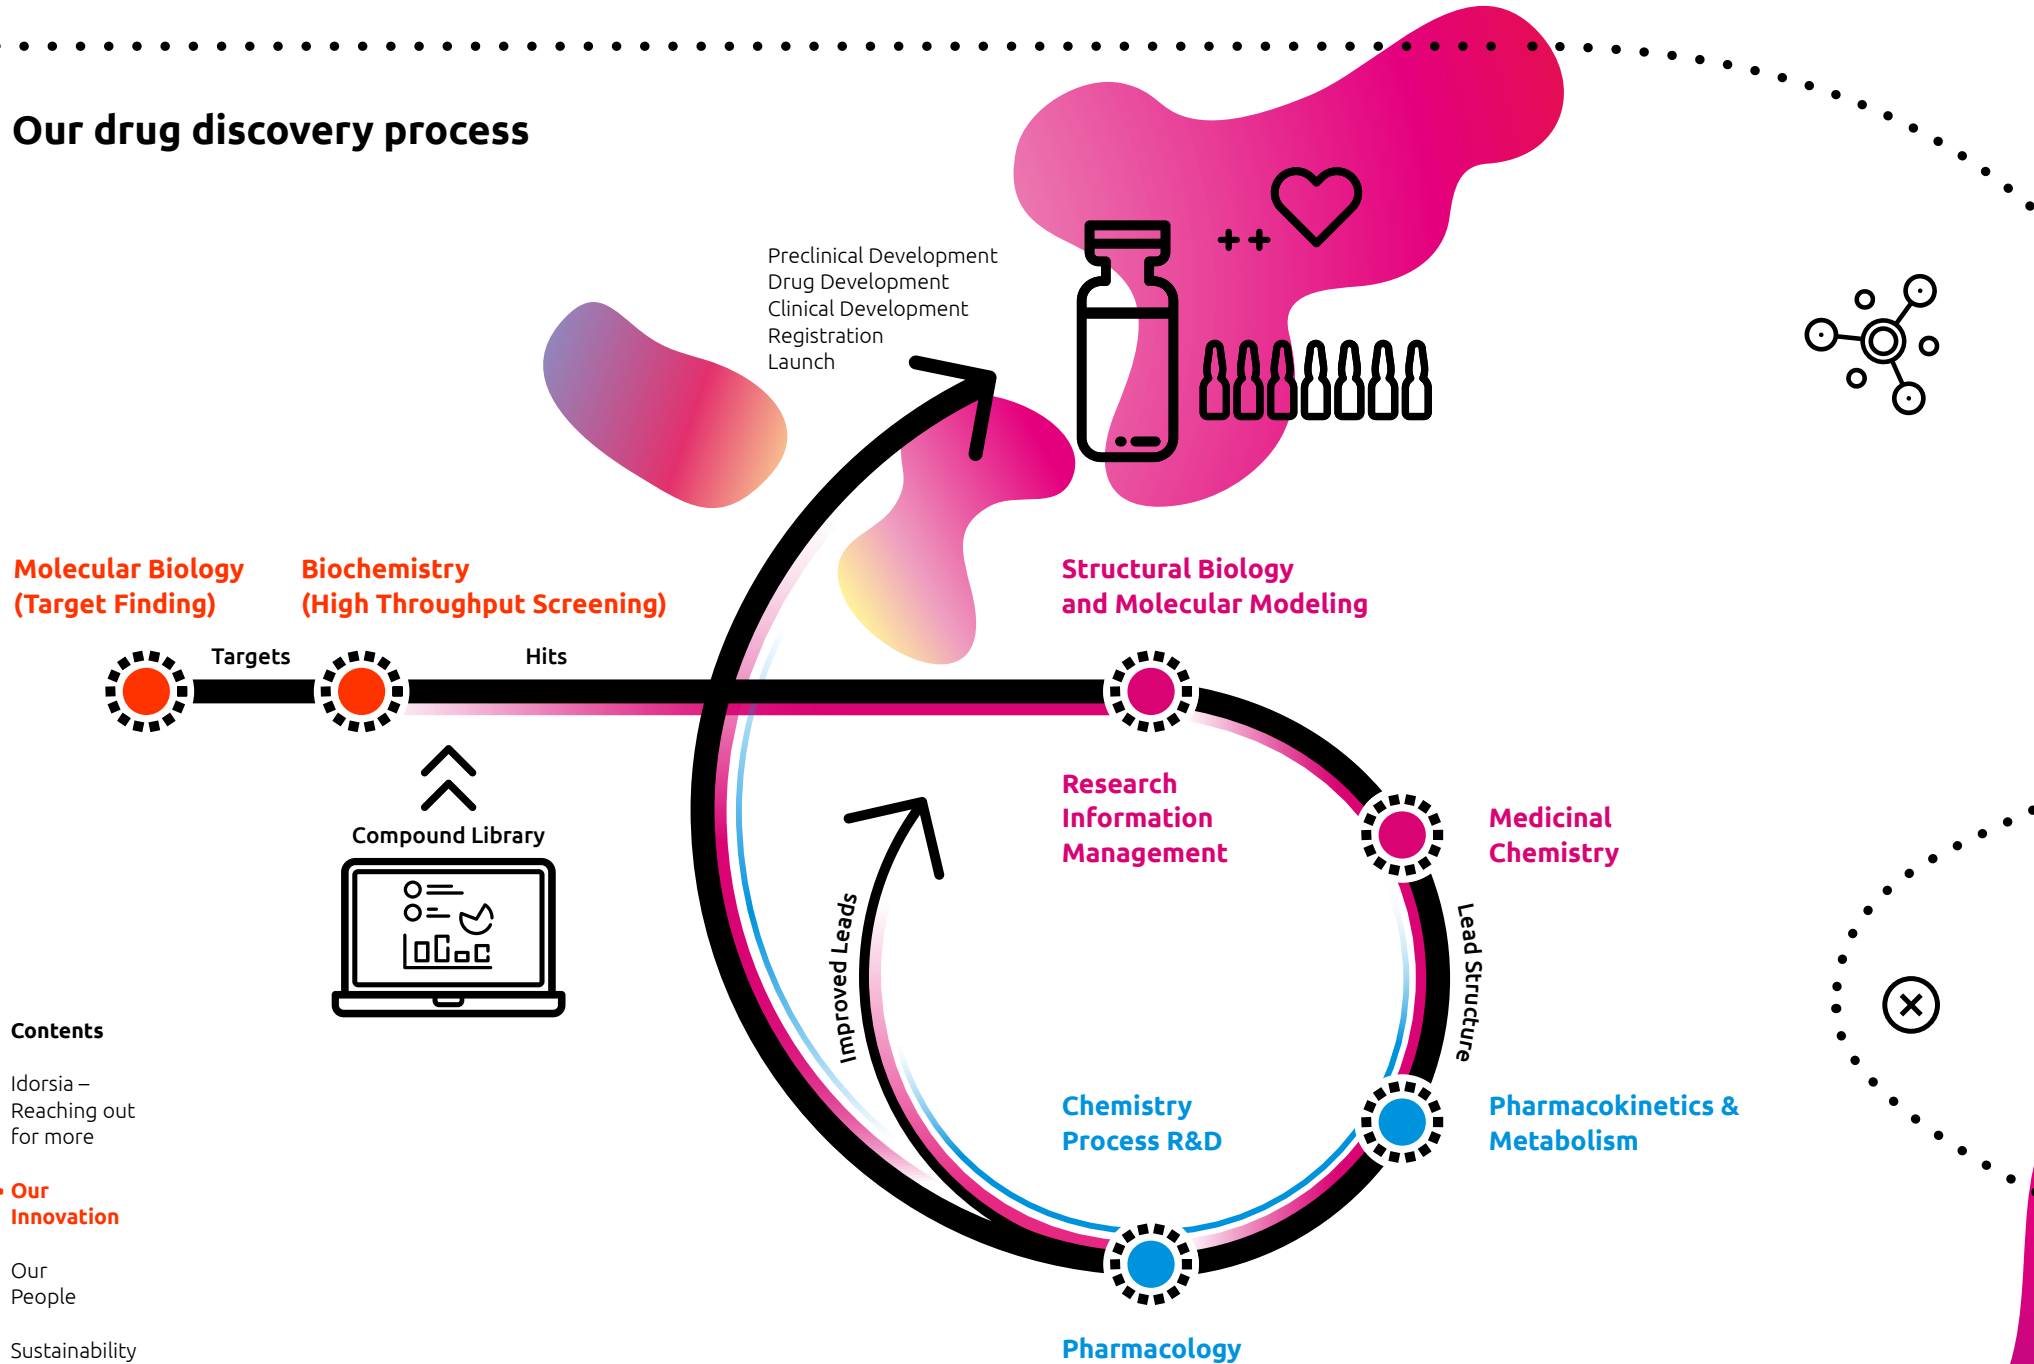 Our drug discovery process
Preclinical Development
Drug Development
Clinical Development
Registration
Launch
Molecular Biology
(Target Finding)
Biochemistry
(High Throughput Screening)
Structural Biology
and Molecular Modeling
Targets
Hits
Compound Library
Research
Information
Management
Medicinal
Chemistry
Improved Leads
Lead Structure
Chemistry
Process R&D
Pharmacokinetics &
Metabolism
Pharmacology
Contents
Idorsia –
Reaching out
for more
Our
Innovation
Our
People
Sustainability